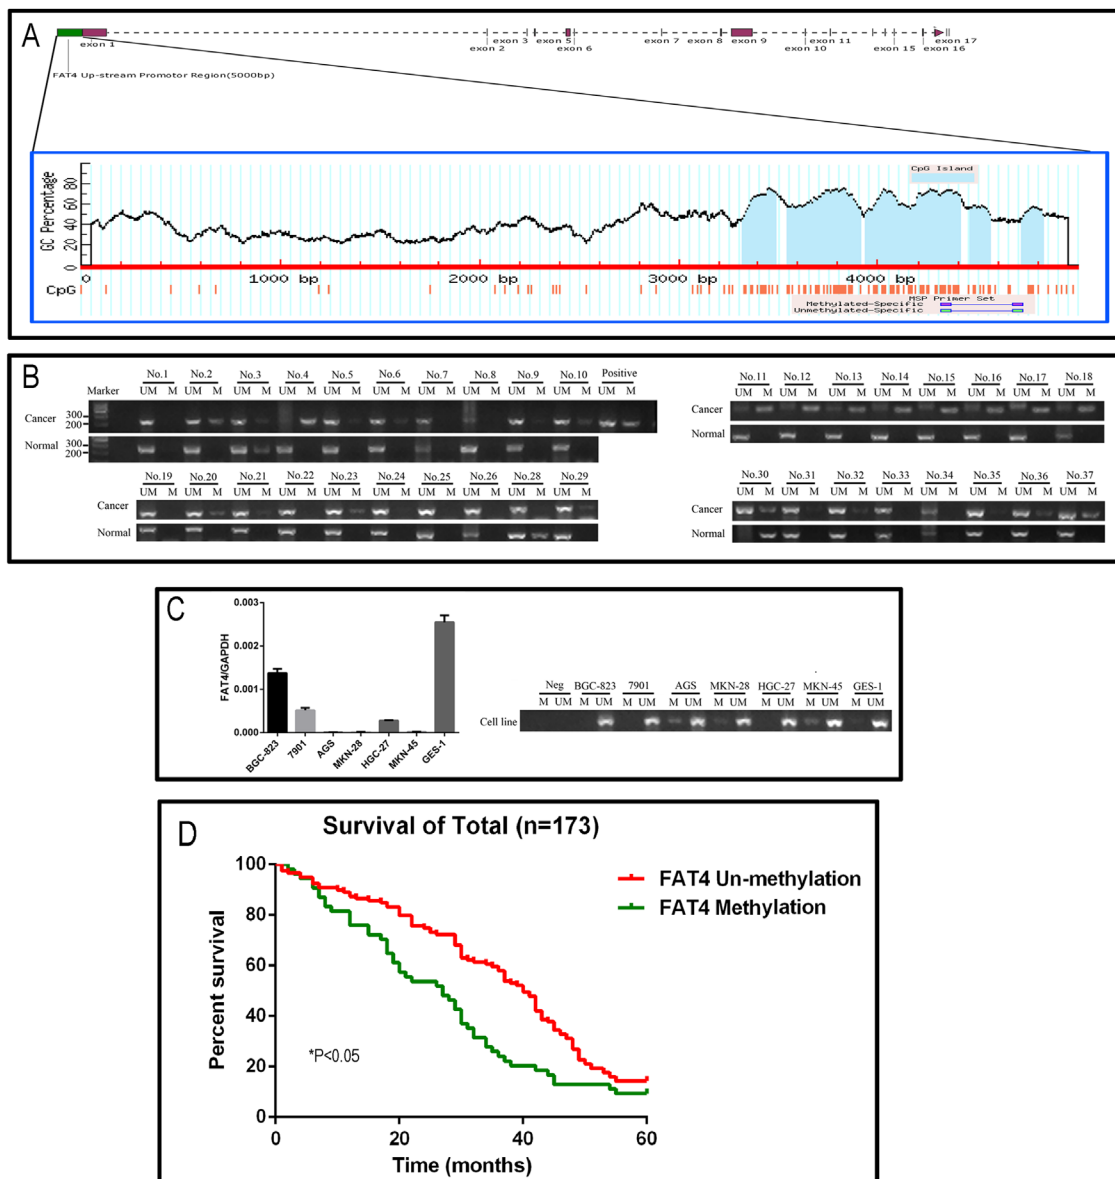 A
exon 1
exon 2
exon 3
exon 5
exon 6
exon 7
exon 8
exon 9
exon 10
exon 11
exon 15
exon 16
exon 17
FAT4 Up-stream Promotor Region(5000bp)
CpG Island
GC Percentage
0 20 40 60 80
0 1000 bp 2000 bp 3000 bp 4000 bp
CpG
MSP Primer Set
Methylated-Specific
Unmethylated-Specific
B
No.1 No.2 No.3 No.4 No.5 No.6 No.7 No.8 No.9 No.10 Positive
Marker UM M UM M UM M UM M UM M UM M UM M UM M UM M UM M UM M
Cancer 300
200
Normal 300
200
No.11 No.12 No.13 No.14 No.15 No.16 No.17 No.18
UM M UM M UM M UM M UM M UM M UM M UM M
Cancer
Normal
No.19 No.20 No.21 No.22 No.23 No.24 No.25 No.26 No.28 No.29
UM M UM M UM M UM M UM M UM M UM M UM M UM M UM M
Cancer
Normal
No.30 No.31 No.32 No.33 No.34 No.35 No.36 No.37
UM M UM M UM M UM M UM M UM M UM M UM M
Cancer
Normal
C
FAT4/GAPDH
0.003
0.002
0.001
0.000
BGC-823 7901 AGS MKN-28 HGC-27 MKN-45 GES-1
Neg BGC-823 7901 AGS MKN-28 HGC-27 MKN-45 GES-1
M UM M UM M UM M UM M UM M UM M UM M UM
Cell line
D
Survival of Total (n=173)
Percent survival
100
80
60
40
20
0
FAT4 Un-methylation
FAT4 Methylation
*P<0.05
0 20 40 60
Time (months)